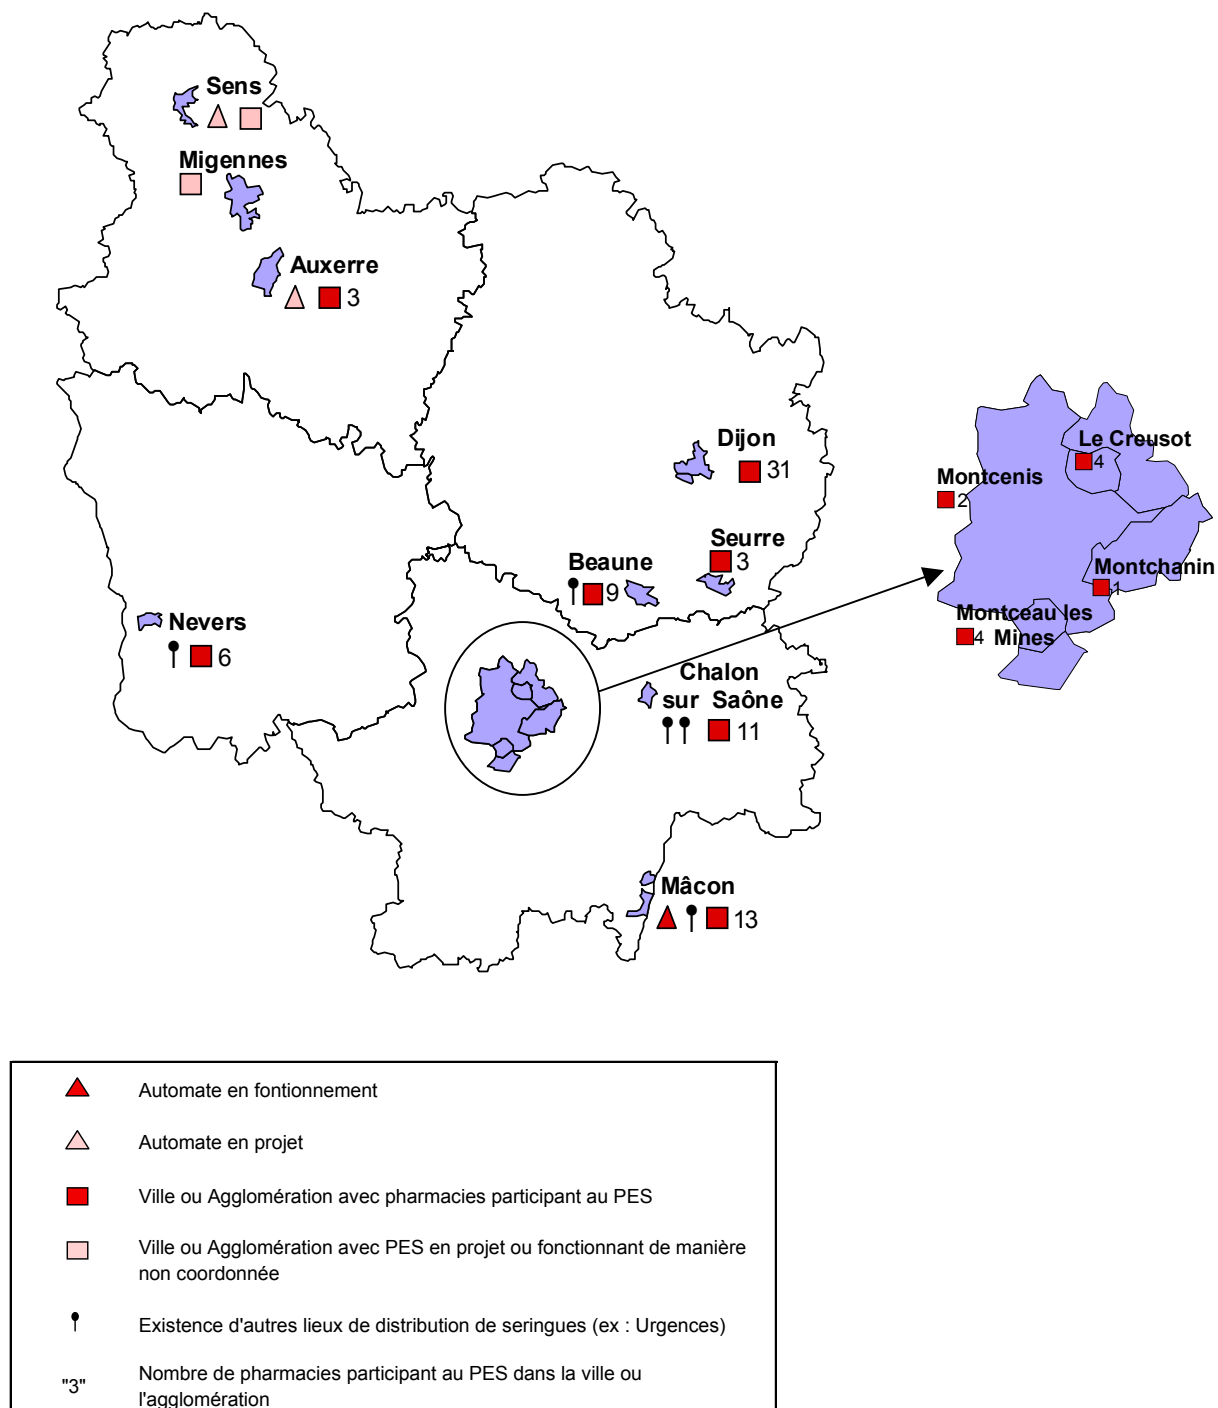 Sens
Migennes
Auxerre
3
Dijon
31
Seurre
3
Beaune
9
Nevers
6
Chalon
sur Saône
11
Mâcon
13
Le Creusot
4
Montcenis
2
Montchanin
1
Montceau les
4 Mines
Automate en fontionnement
Automate en projet
Ville ou Agglomération avec pharmacies participant au PES
Ville ou Agglomération avec PES en projet ou fonctionnant de manière
non coordonnée
Existence d'autres lieux de distribution de seringues (ex : Urgences)
"3"
Nombre de pharmacies participant au PES dans la ville ou
l'agglomération